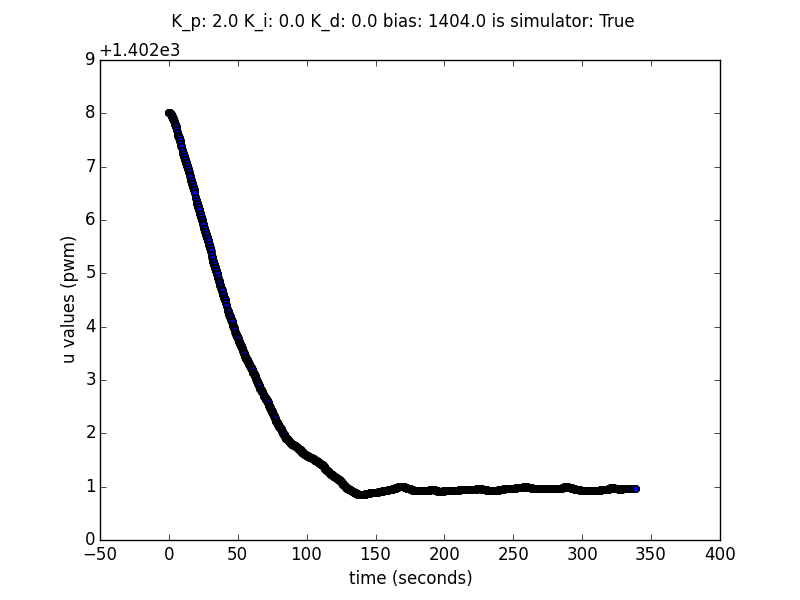 K_p: 2.0 K_i: 0.0 K_d: 0.0 bias: 1404.0 is simulator: True
+1.402e3
9
8
7
6
5
4
3
2
1
0
u values (pwm)
−50 0 50 100 150 200 250 300 350 400
time (seconds)